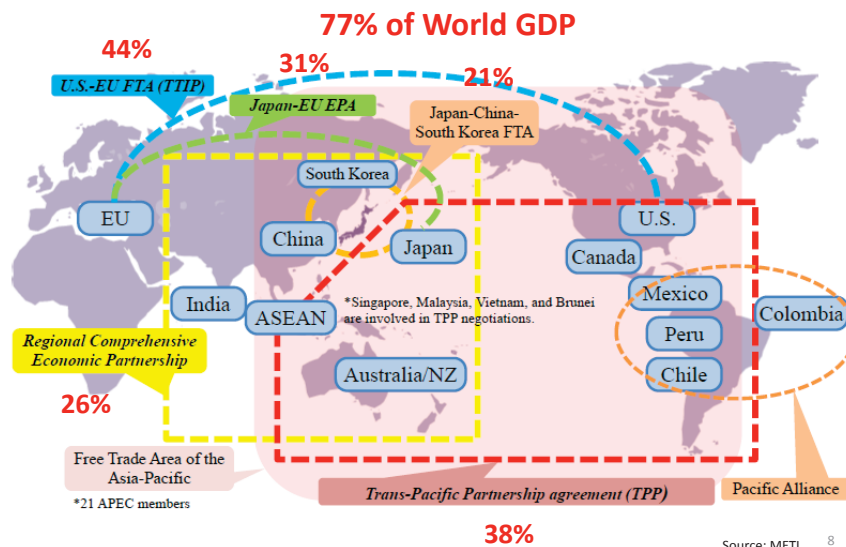 77% of World GDP
44%
31%
21%
U.S.-EU FTA (TTIP)
Japan-EU EPA
Japan-China-
South Korea FTA
South Korea
EU
China
Japan
U.S.
Canada
India
ASEAN
*Singapore, Malaysia, Vietnam, and Brunei
are involved in TPP negotiations.
Mexico
Colombia
Peru
Chile
Regional Comprehensive
Economic Partnership
Australia/NZ
26%
Free Trade Area of the
Asia-Pacific
*21 APEC members
Trans-Pacific Partnership agreement (TPP)
Pacific Alliance
38%
Source: METI
8